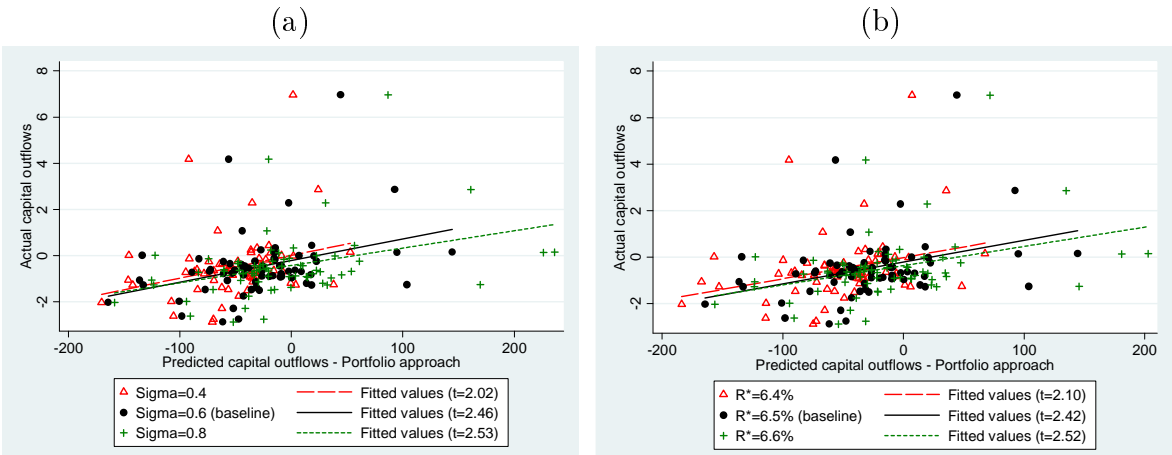 (a)
(b)
8
6
4
2
0
-2
Actual capital outflows
-200
-100
0
100
200
Predicted capital outflows - Portfolio approach
Sigma=0.4
Fitted values (t=2.02)
Sigma=0.6 (baseline)
Fitted values (t=2.46)
Sigma=0.8
Fitted values (t=2.53)
8
6
4
2
0
-2
Actual capital outflows
-200
-100
0
100
200
Predicted capital outflows - Portfolio approach
R*=6.4%
Fitted values (t=2.10)
R*=6.5% (baseline)
Fitted values (t=2.42)
R*=6.6%
Fitted values (t=2.52)